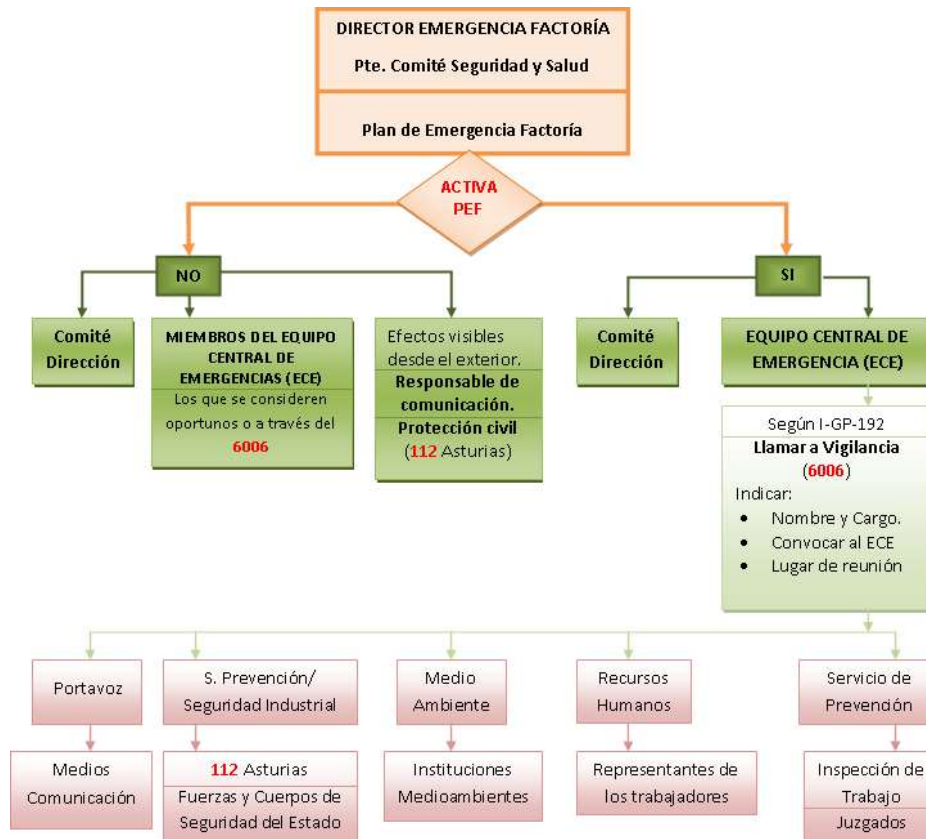 DIRECTOR EMERGENCIA FACTORÍA
Pte. Comité Seguridad y Salud
Plan de Emergencia Factoría
ACTIVA
PEF
NO
SI
Comité
Dirección
MIEMBROS DEL EQUIPO
CENTRAL DE
EMERGENCIAS (ECE)
Los que se consideren
oportunos o a través del
6006
Efectos visibles
desde el exterior.
Responsable de
comunicación.
Protección civil
(112 Asturias)
Comité
Dirección
EQUIPO CENTRAL DE
EMERGENCIA (ECE)
Según I-GP-192
Llamar a Vigilancia
(6006)
Indicar:
• Nombre y Cargo.
• Convocar al ECE
• Lugar de reunión
Portavoz
S. Prevención/
Seguridad Industrial
Medio
Ambiente
Recursos
Humanos
Servicio de
Prevención
Medios
Comunicación
112 Asturias
Fuerzas y Cuerpos de
Seguridad del Estado
Instituciones
Medioambientes
Representantes de
los trabajadores
Inspección de
Trabajo
Juzgados